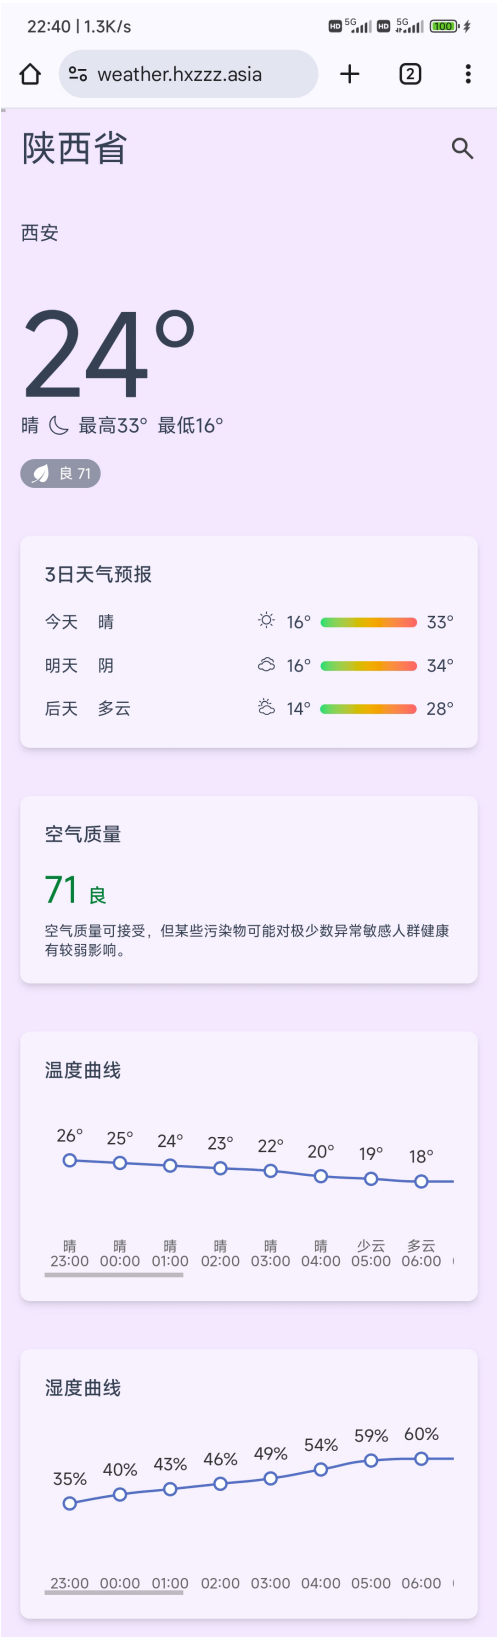 22:40 | 1.3K/s HD 5G HD 5G 100
weather.hxzzz.asia 2
陕西省
西安
24°
晴 最高33° 最低16°
良 71
3日天气预报
今天 晴 16° 33°
明天 阴 16° 34°
后天 多云 14° 28°
空气质量
71 良
空气质量可接受，但某些污染物可能对极少数异常敏感人群健康
有较弱影响。
温度曲线
26° 25° 24° 23° 22° 20° 19° 18°
晴 晴 晴 晴 晴 晴 少云 多云
23:00 00:00 01:00 02:00 03:00 04:00 05:00 06:00
湿度曲线
35% 40% 43% 46% 49% 54% 59% 60%
23:00 00:00 01:00 02:00 03:00 04:00 05:00 06:00